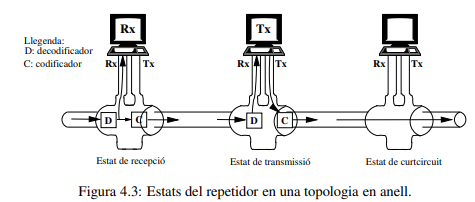 Rx
Tx
Llegenda:
D: decodificador
C: codificador
Rx
Tx
Rx
Tx
Rx
Tx
D
C
D
C
Estat de recepció
Estat de transmissió
Estat de curtcircuit
Figura 4.3: Estats del repetidor en una topologia en anell.